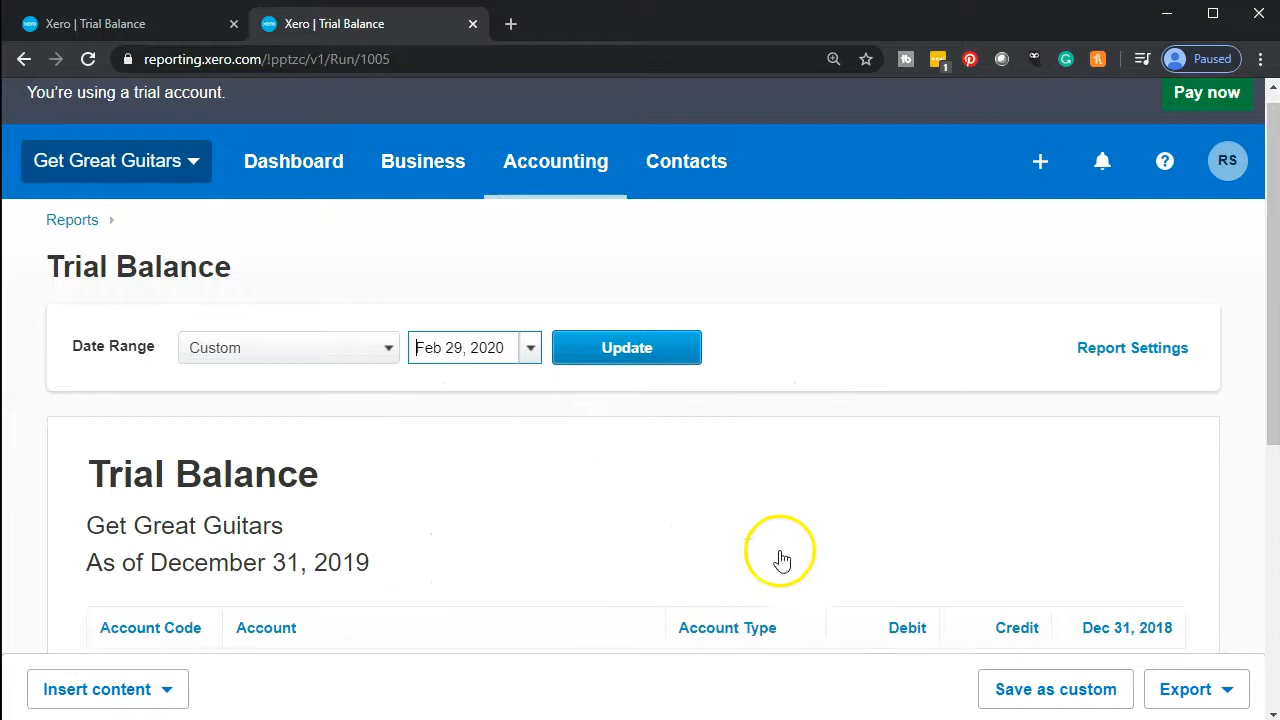 Xero | Trial Balance
Xero | Trial Balance
reporting.xero.com/!pptzc/v1/Run/1005
1
Paused
You're using a trial account.
Pay now
Get Great Guitars
Dashboard
Business
Accounting
Contacts
RS
Reports
Trial Balance
Date Range
Custom
Feb 29, 2020
Update
Report Settings
Trial Balance
Get Great Guitars
As of December 31, 2019
Account Code
Account
Account Type
Debit
Credit
Dec 31, 2018
Insert content
Save as custom
Export